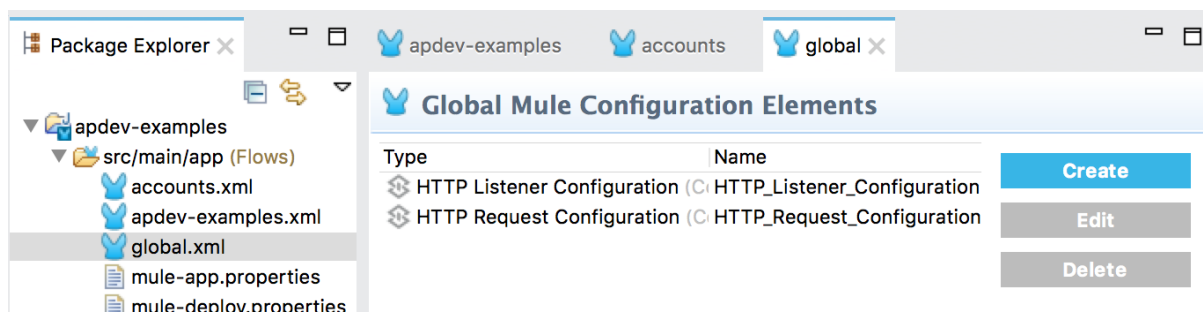 Package Explorer
apdev-examples accounts global
Global Mule Configuration Elements
apdev-examples
src/main/app (Flows)
accounts.xml
apdev-examples.xml
global.xml
mule-app.properties
mule-deploy.properties
Type Name
HTTP Listener Configuration HTTP_Listener_Configuration
HTTP Request Configuration HTTP_Request_Configuration
Create
Edit
Delete